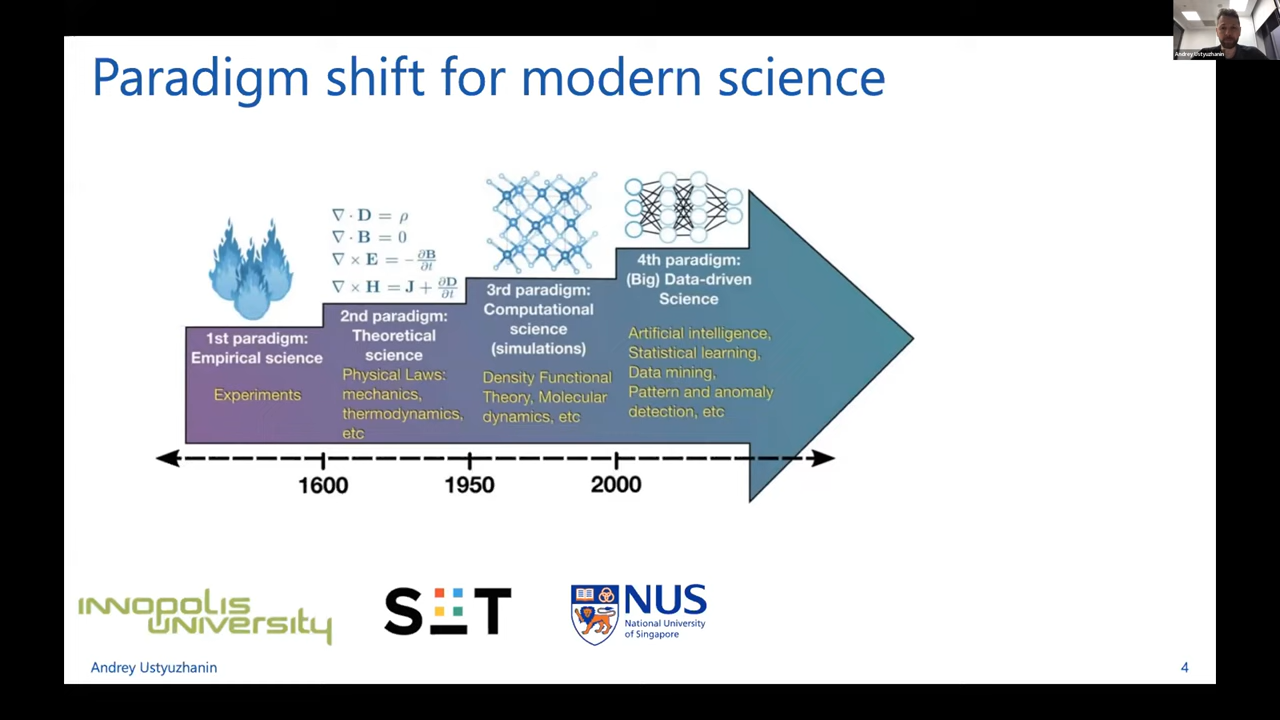 Andrey Ustyuzhanin
Paradigm shift for modern science
∇ · D = ρ
∇ · B = 0
∇ × E = −∂B/∂t
∇ × H = J + ∂D/∂t
1st paradigm:
Empirical science
Experiments
2nd paradigm:
Theoretical
science
Physical Laws:
mechanics,
thermodynamics,
etc
3rd paradigm:
Computational
science
(simulations)
Density Functional
Theory, Molecular
dynamics, etc
4th paradigm:
(Big) Data-driven
Science
Artificial intelligence,
Statistical learning,
Data mining,
Pattern and anomaly
detection, etc
1600
1950
2000
INNOPOLIS
UNIVERSITY
SET
NUS
National University
of Singapore
Andrey Ustyuzhanin
4